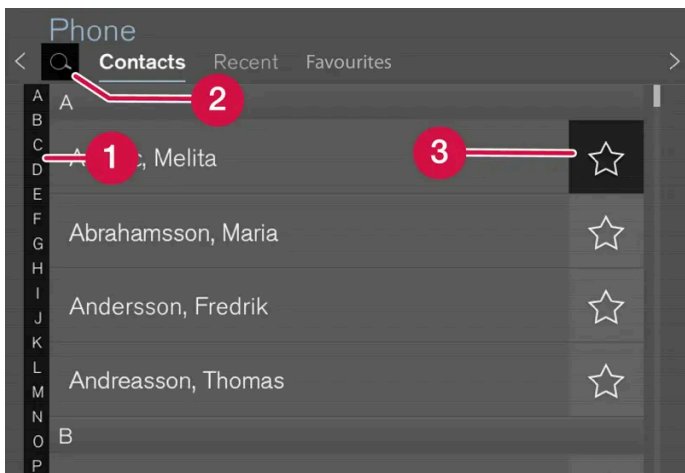 Phone
Contacts Recent Favourites
2
A
B
C
D
E
F
G
H
I
J
K
L
M
N
O
P
A
1
Melita
3
Abrahamsson, Maria
Andersson, Fredrik
Andreasson, Thomas
B